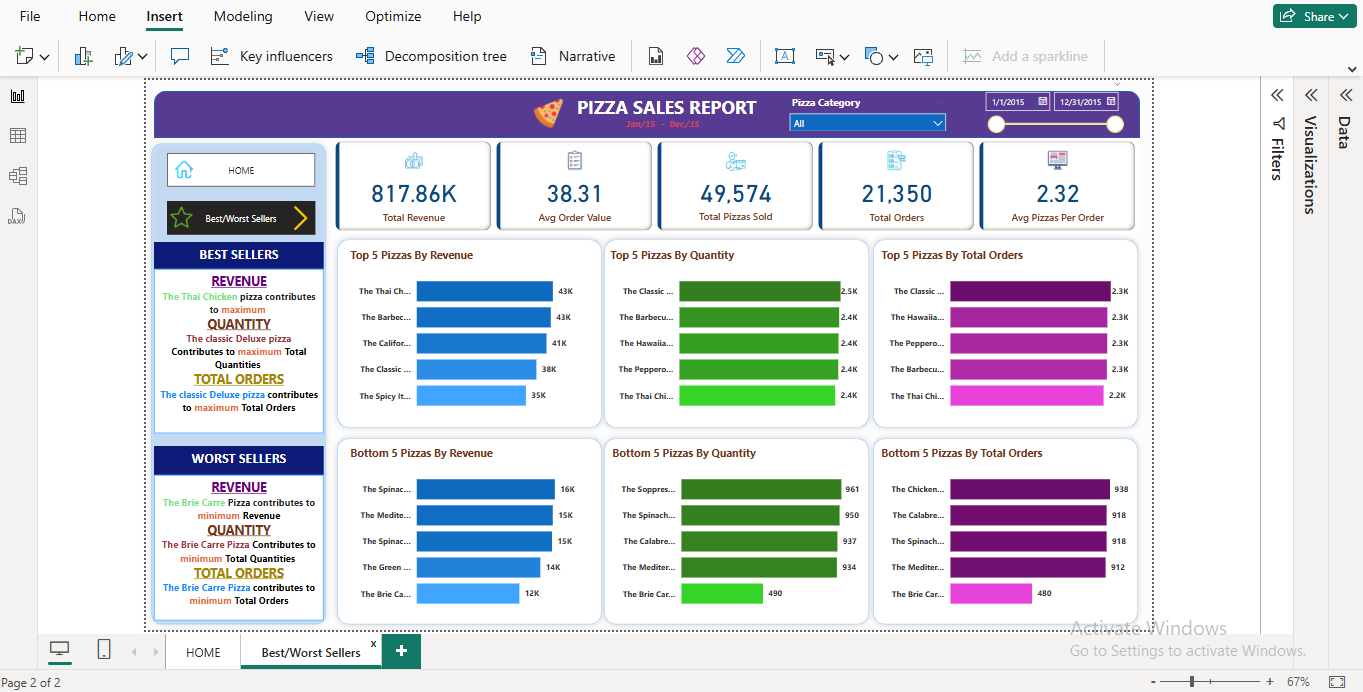 File Home Insert Modeling View Optimize Help Share
Key influencers Decomposition tree Narrative Add a sparkline
PIZZA SALES REPORT
Jan/15 - Dec/15
Pizza Category
All
1/1/2015 12/31/2015
HOME
Best/Worst Sellers
817.86K
Total Revenue
38.31
Avg Order Value
49,574
Total Pizzas Sold
21,350
Total Orders
2.32
Avg Pizzas Per Order
BEST SELLERS
REVENUE
The Thai Chicken pizza contributes
to maximum
QUANTITY
The classic Deluxe pizza
Contributes to maximum Total
Quantities
TOTAL ORDERS
The classic Deluxe pizza contributes
to maximum Total Orders
WORST SELLERS
REVENUE
The Brie Carre Pizza contributes to
minimum Revenue
QUANTITY
The Brie Carre Pizza Contributes to
minimum Total Quantities
TOTAL ORDERS
The Brie Carre Pizza contributes to
minimum Total Orders
Top 5 Pizzas By Revenue
The Thai Ch... 43K
The Barbec... 43K
The Califor... 41K
The Classic ... 38K
The Spicy It... 35K
Top 5 Pizzas By Quantity
The Classic ... 2.5K
The Barbecu... 2.4K
The Hawaiia... 2.4K
The Peppero... 2.4K
The Thai Chi... 2.4K
Top 5 Pizzas By Total Orders
The Classic ... 2.3K
The Hawaiia... 2.3K
The Peppero... 2.3K
The Barbecu... 2.3K
The Thai Chi... 2.2K
Bottom 5 Pizzas By Revenue
The Spinac... 16K
The Medite... 15K
The Spinac... 15K
The Green ... 14K
The Brie Ca... 12K
Bottom 5 Pizzas By Quantity
The Soppres... 961
The Spinach... 950
The Calabre... 937
The Mediter... 934
The Brie Car... 490
Bottom 5 Pizzas By Total Orders
The Chicken... 938
The Calabre... 918
The Spinach... 918
The Mediter... 912
The Brie Car... 480
Filters
Visualizations
Data
DAX
HOME
Best/Worst Sellers x
+
Activate Windows
Go to Settings to activate Windows.
Page 2 of 2
- + 67%